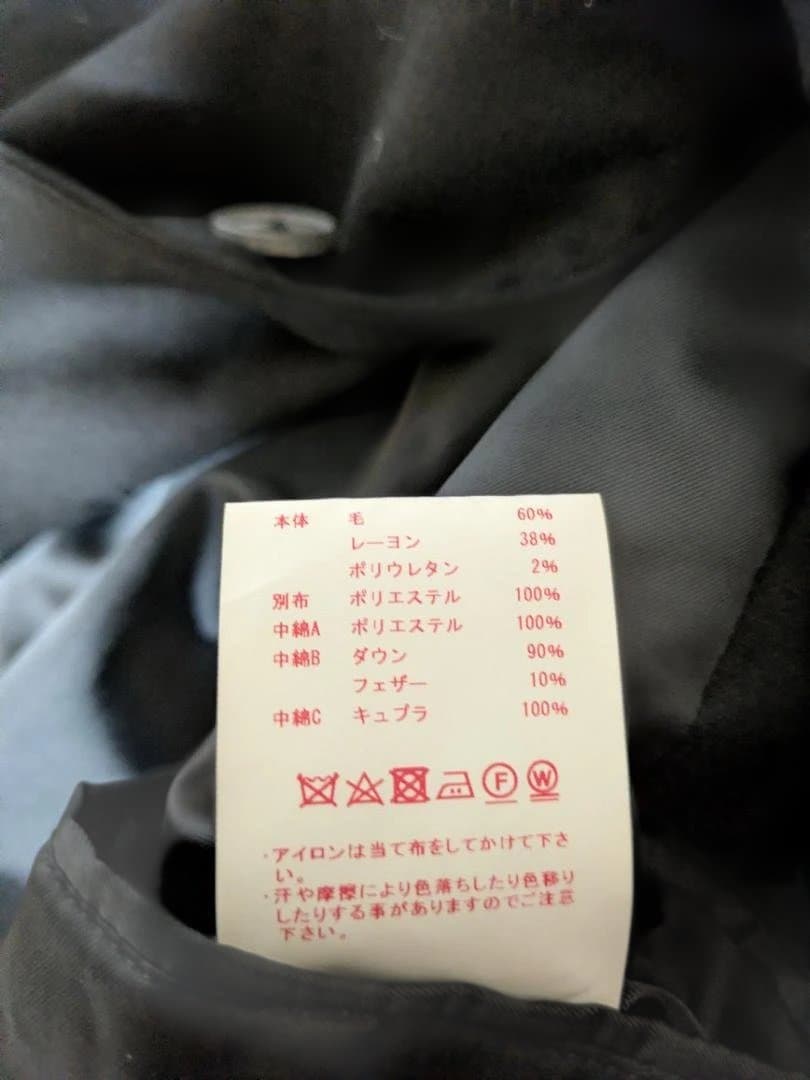 本体 毛 60%
レーヨン 38%
ポリウレタン 2%
別布 ポリエステル 100%
中綿A ポリエステル 100%
中綿B ダウン 90%
フェザー 10%
中綿C キュプラ 100%
F W
・アイロンは当て布をしてかけて下さ
い。
・汗や摩擦により色落ちしたり色移り
したりする事がありますのでご注意
下さい。